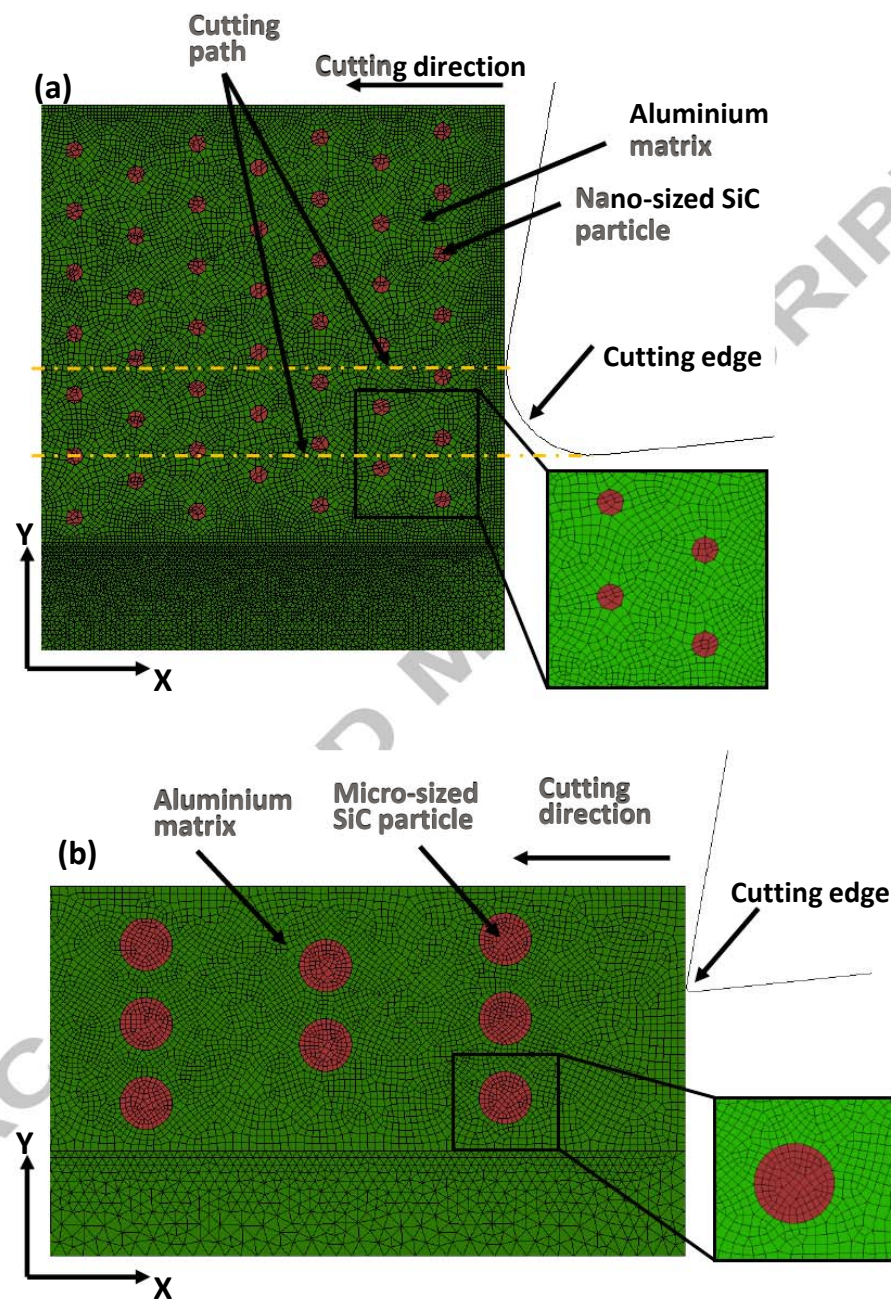 Cutting
path
(a)
Cutting direction
Aluminium
matrix
Nano-sized SiC
particle
Cutting edge
Y
X
Aluminium
matrix
Micro-sized
SiC particle
Cutting
direction
(b)
Cutting edge
Y
X